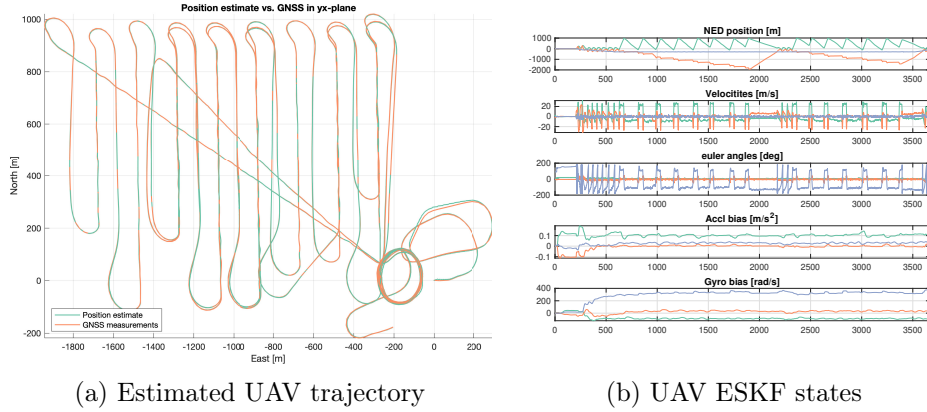 Position estimate vs. GNSS in yx-plane
1000
800
600
400
200
0
-200
North [m]
-1800 -1600 -1400 -1200 -1000 -800 -600 -400 -200 0 200
East [m]
Position estimate
GNSS measurements
(a) Estimated UAV trajectory
NED position [m]
1000
0
-1000
-2000
0 500 1000 1500 2000 2500 3000 3500
Velocitites [m/s]
20
0
-20
0 500 1000 1500 2000 2500 3000 3500
euler angles [deg]
200
0
-200
0 500 1000 1500 2000 2500 3000 3500
Accl bias [m/s²]
0.1
0
-0.1
0 500 1000 1500 2000 2500 3000 3500
Gyro bias [rad/s]
400
200
0
0 500 1000 1500 2000 2500 3000 3500
(b) UAV ESKF states